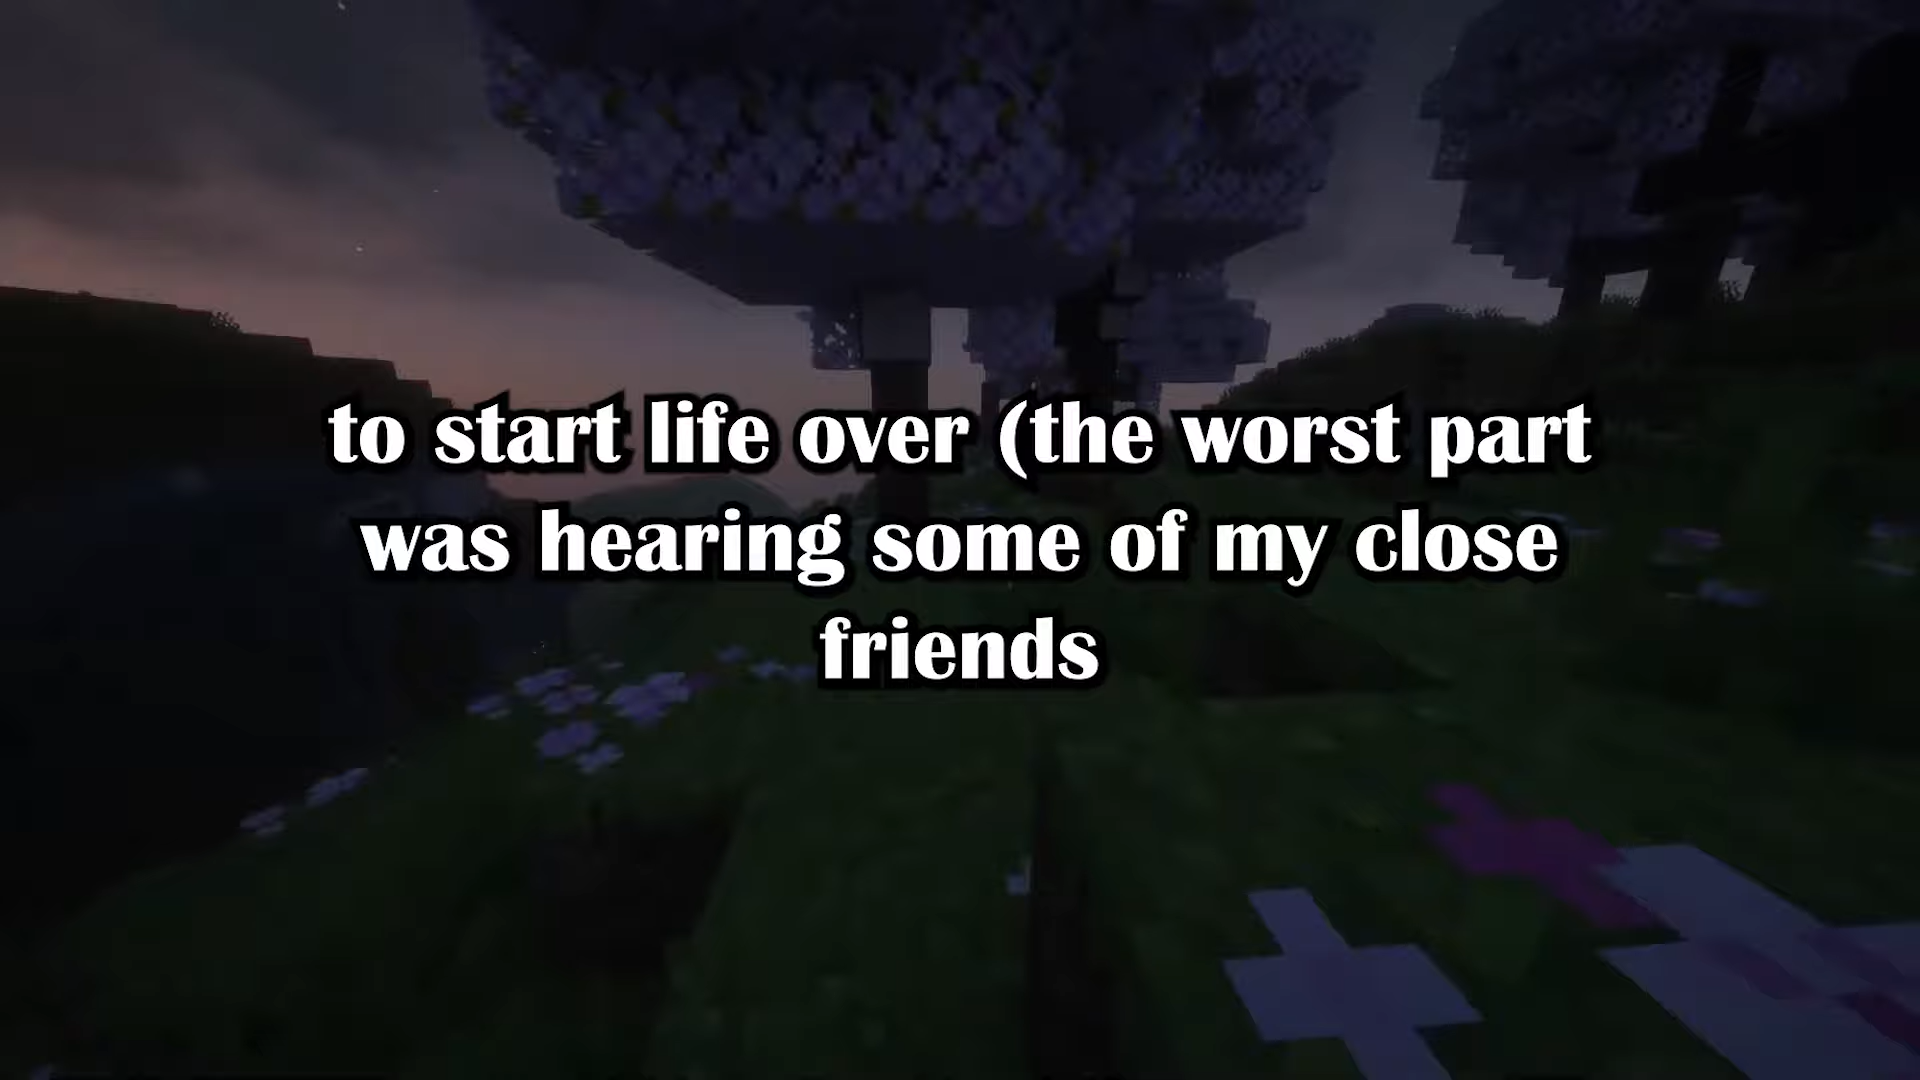 to start life over (the worst part
was hearing some of my close
friends